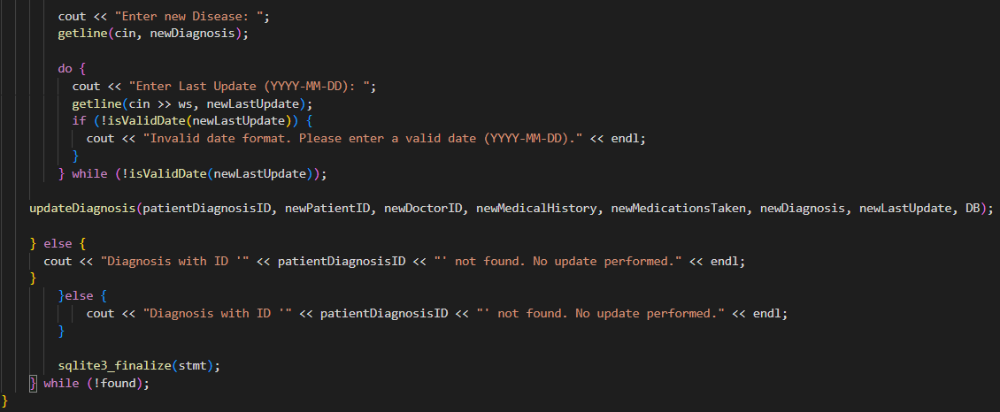 cout << "Enter new Disease: ";
getline(cin, newDiagnosis);
do {
cout << "Enter Last Update (YYYY-MM-DD): ";
getline(cin >> ws, newLastUpdate);
if (!isValidDate(newLastUpdate)) {
cout << "Invalid date format. Please enter a valid date (YYYY-MM-DD)." << endl;
}
} while (!isValidDate(newLastUpdate));
updateDiagnosis(patientDiagnosisID, newPatientID, newDoctorID, newMedicalHistory, newMedicationsTaken, newDiagnosis, newLastUpdate, DB);
} else {
cout << "Diagnosis with ID '" << patientDiagnosisID << "' not found. No update performed." << endl;
}
}else {
cout << "Diagnosis with ID '" << patientDiagnosisID << "' not found. No update performed." << endl;
}
sqlite3_finalize(stmt);
} while (!found);
}